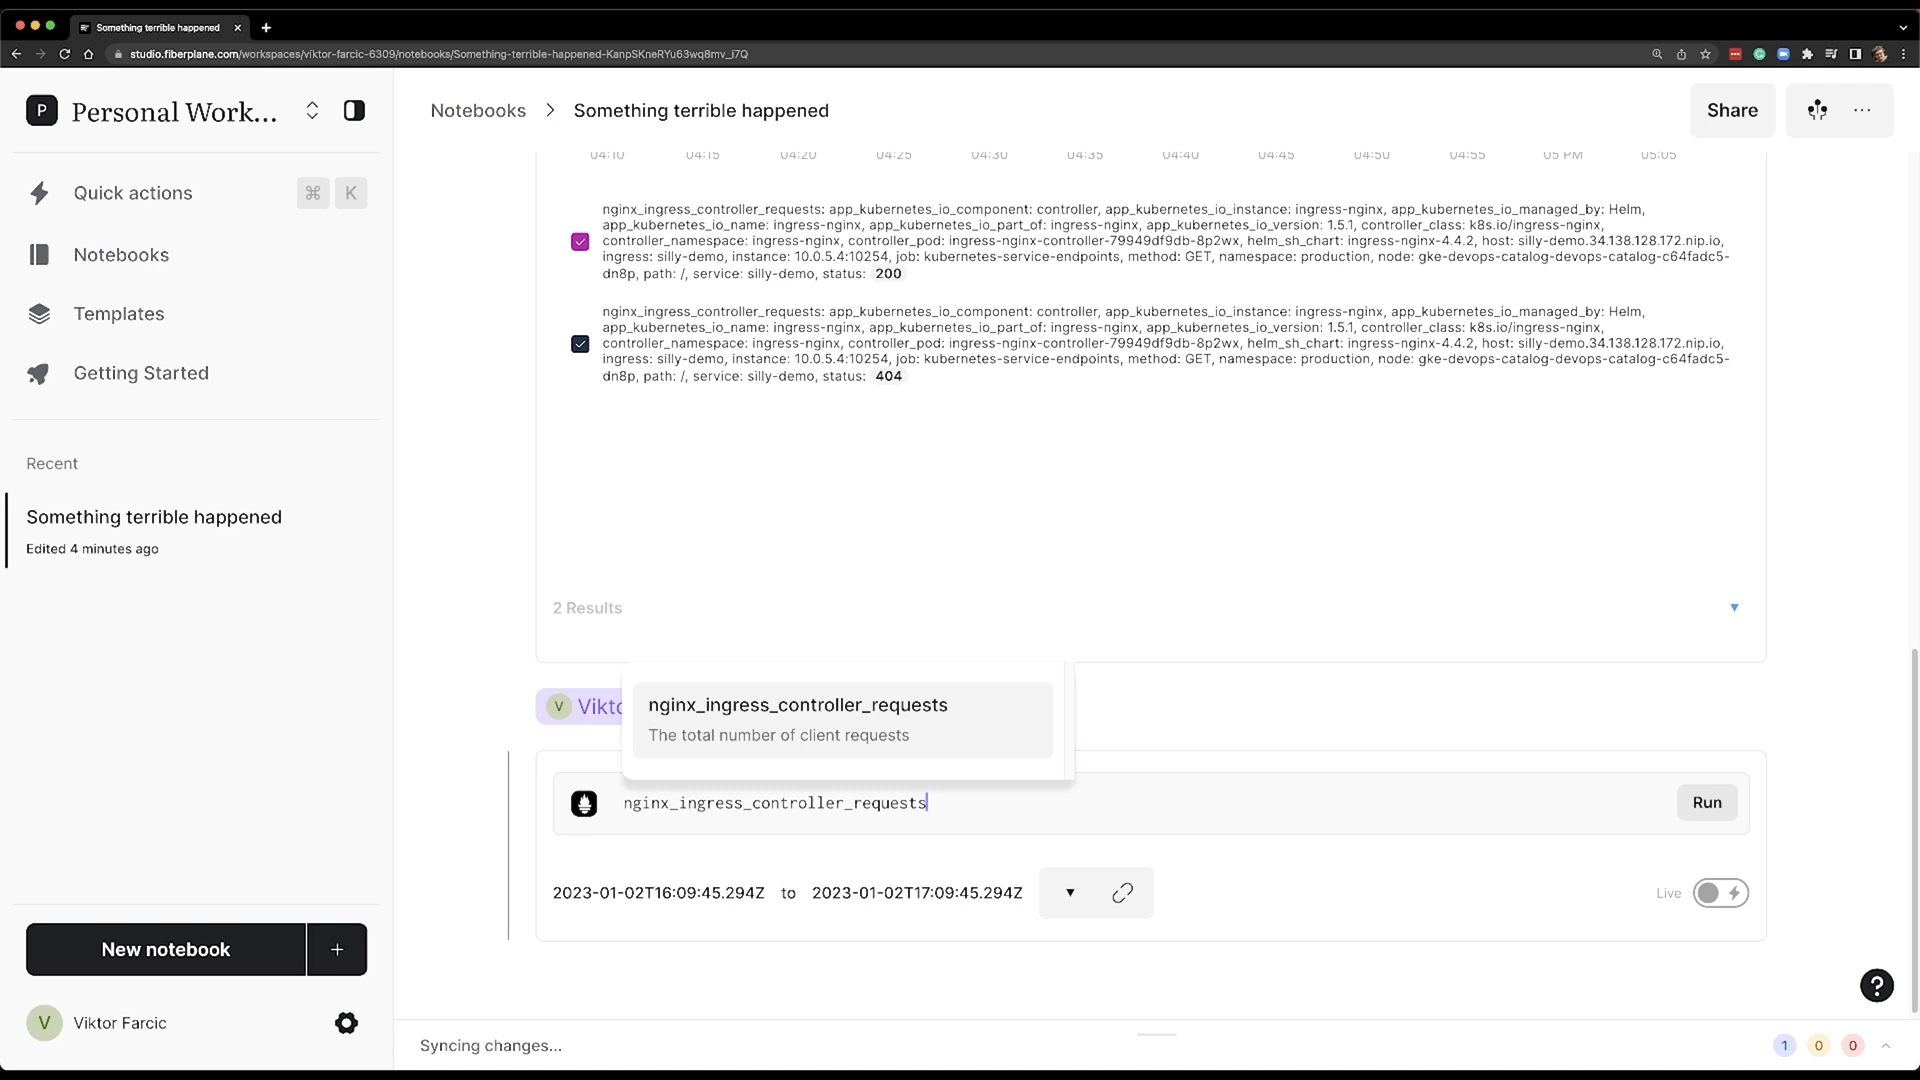 Something terrible happened
studio.fiberplane.com/workspaces/viktor-farcic-6309/notebooks/Something-terrible-happened-KanpSKneRYu63wq8mv_i7Q
P Personal Work...
Quick actions ⌘ K
Notebooks
Templates
Getting Started
Recent
Something terrible happened
Edited 4 minutes ago
New notebook +
V Viktor Farcic
Notebooks > Something terrible happened
Share
04:10 04:15 04:20 04:25 04:30 04:35 04:40 04:45 04:50 04:55 05 PM 05:05
nginx_ingress_controller_requests: app_kubernetes_io_component: controller, app_kubernetes_io_instance: ingress-nginx, app_kubernetes_io_managed_by: Helm,
app_kubernetes_io_name: ingress-nginx, app_kubernetes_io_part_of: ingress-nginx, app_kubernetes_io_version: 1.5.1, controller_class: k8s.io/ingress-nginx,
controller_namespace: ingress-nginx, controller_pod: ingress-nginx-controller-79949df9db-8p2wx, helm_sh_chart: ingress-nginx-4.4.2, host: silly-demo.34.138.128.172.nip.io,
ingress: silly-demo, instance: 10.0.5.4:10254, job: kubernetes-service-endpoints, method: GET, namespace: production, node: gke-devops-catalog-devops-catalog-c64fadc5-
dn8p, path: /, service: silly-demo, status: 200
nginx_ingress_controller_requests: app_kubernetes_io_component: controller, app_kubernetes_io_instance: ingress-nginx, app_kubernetes_io_managed_by: Helm,
app_kubernetes_io_name: ingress-nginx, app_kubernetes_io_part_of: ingress-nginx, app_kubernetes_io_version: 1.5.1, controller_class: k8s.io/ingress-nginx,
controller_namespace: ingress-nginx, controller_pod: ingress-nginx-controller-79949df9db-8p2wx, helm_sh_chart: ingress-nginx-4.4.2, host: silly-demo.34.138.128.172.nip.io,
ingress: silly-demo, instance: 10.0.5.4:10254, job: kubernetes-service-endpoints, method: GET, namespace: production, node: gke-devops-catalog-devops-catalog-c64fadc5-
dn8p, path: /, service: silly-demo, status: 404
2 Results
V Vikto
nginx_ingress_controller_requests
The total number of client requests
nginx_ingress_controller_requests
Run
2023-01-02T16:09:45.294Z to 2023-01-02T17:09:45.294Z
Live
?
Syncing changes...
1 0 0